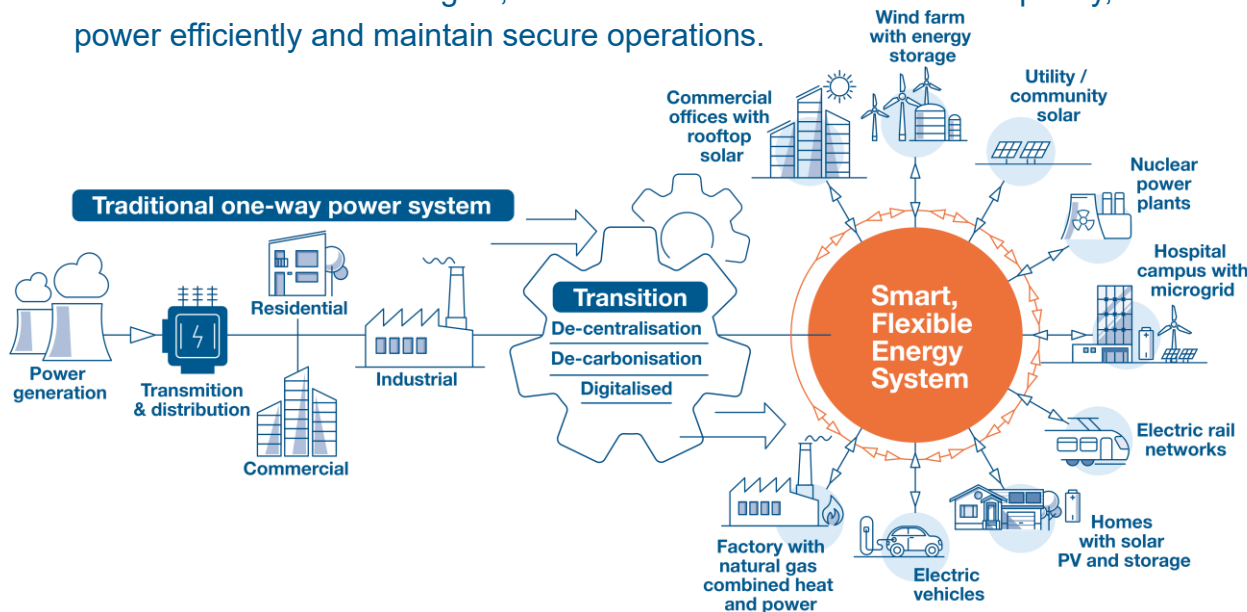 power efficiently and maintain secure operations.
Wind farm
with energy
storage
Utility /
community
solar
Commercial
offices with
rooftop
solar
Nuclear
power
plants
Traditional one-way power system
Hospital
campus with
microgrid
Residential
Transition
De-centralisation
De-carbonisation
Digitalised
Smart,
Flexible
Energy
System
Power
generation
Transmition
& distribution
Industrial
Commercial
Electric rail
networks
Homes
with solar
PV and storage
Electric
vehicles
Factory with
natural gas
combined heat
and power